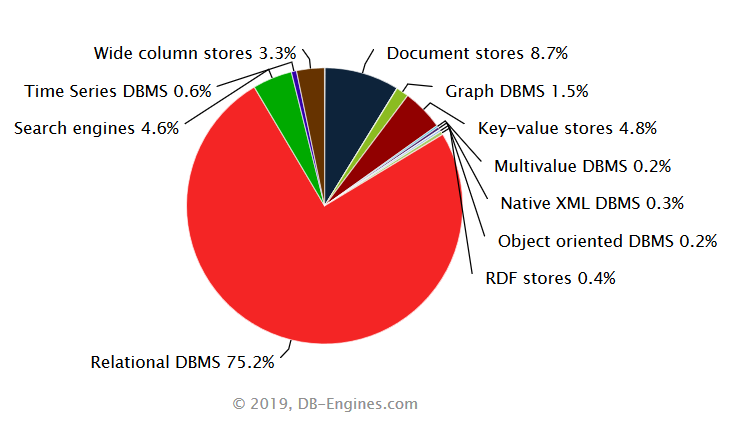 Wide column stores 3.3%
Document stores 8.7%
Time Series DBMS 0.6%
Graph DBMS 1.5%
Search engines 4.6%
Key-value stores 4.8%
Multivalue DBMS 0.2%
Native XML DBMS 0.3%
Object oriented DBMS 0.2%
RDF stores 0.4%
Relational DBMS 75.2%
© 2019, DB-Engines.com